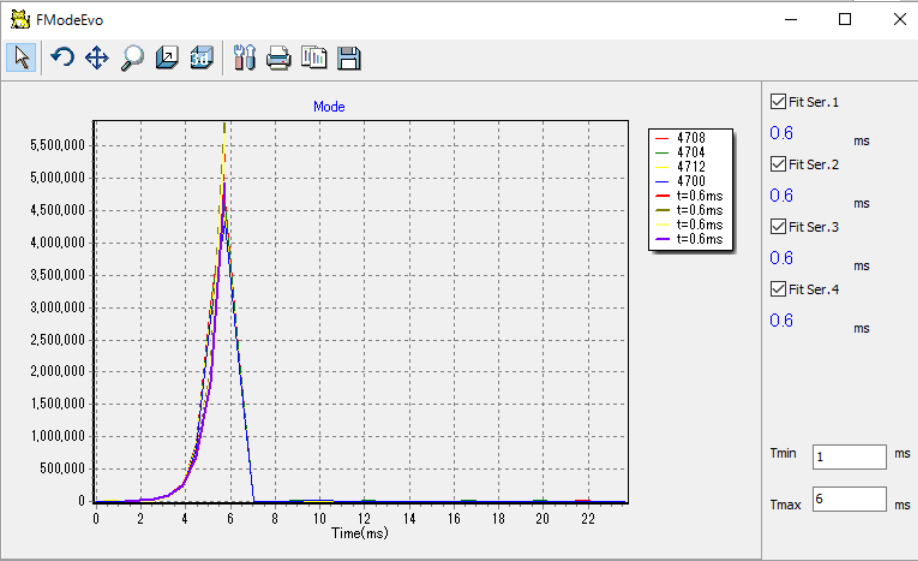 FModeEvo
3d
Mode
5,500,000
5,000,000
4,500,000
4,000,000
3,500,000
3,000,000
2,500,000
2,000,000
1,500,000
1,000,000
500,000
0
0 2 4 6 8 10 12 14 16 18 20 22
Time(ms)
4708
4704
4712
4700
t=0.6ms
t=0.6ms
t=0.6ms
t=0.6ms
Fit Ser.1
0.6 ms
Fit Ser.2
0.6 ms
Fit Ser.3
0.6 ms
Fit Ser.4
0.6 ms
Tmin 1 ms
Tmax 6 ms